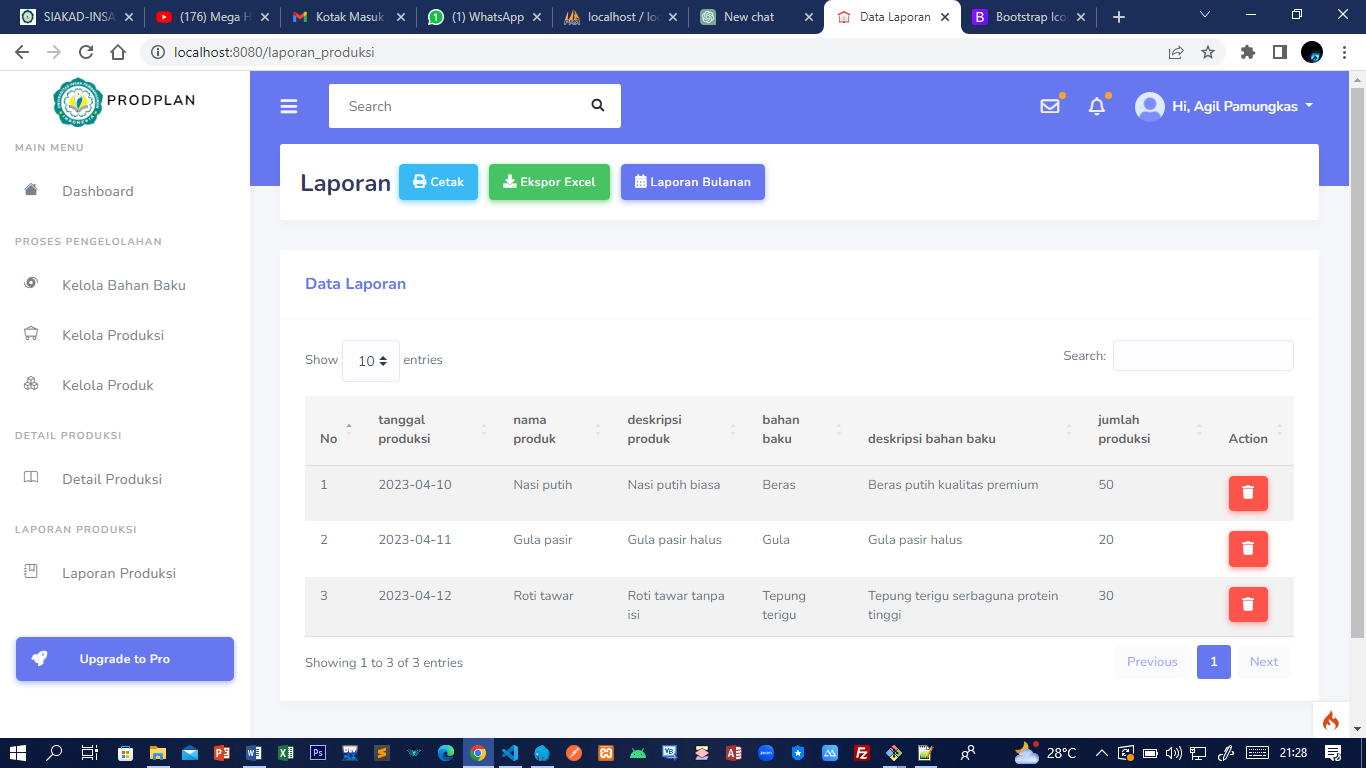 SIAKAD-INSA
(176) Mega H
Kotak Masuk
(1) WhatsApp
localhost / loc
New chat
Data Laporan
Bootstrap Ico
localhost:8080/laporan_produksi
PRODPLAN
MAIN MENU
Dashboard
PROSES PENGELOLAHAN
Kelola Bahan Baku
Kelola Produksi
Kelola Produk
DETAIL PRODUKSI
Detail Produksi
LAPORAN PRODUKSI
Laporan Produksi
Upgrade to Pro
Search
Hi, Agil Pamungkas
Laporan Cetak Ekspor Excel Laporan Bulanan
Data Laporan
Show 10 entries
Search:
No tanggal produksi nama produk deskripsi produk bahan baku deskripsi bahan baku jumlah produksi Action
1 2023-04-10 Nasi putih Nasi putih biasa Beras Beras putih kualitas premium 50
2 2023-04-11 Gula pasir Gula pasir halus Gula Gula pasir halus 20
3 2023-04-12 Roti tawar Roti tawar tanpa isi Tepung terigu Tepung terigu serbaguna protein tinggi 30
Showing 1 to 3 of 3 entries
Previous 1 Next
28°C
21:28